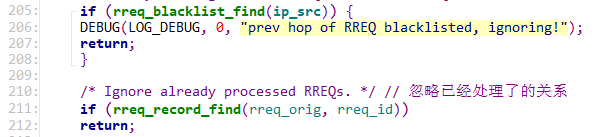 205: if (rreq_blacklist_find(ip_src)) {
206: DEBUG(LOG_DEBUG, 0, "prev hop of RREQ blacklisted, ignoring!");
207: return;
208: }
209:
210: /* Ignore already processed RREQs. */ // 忽略已经处理了的关系
211: if (rreq_record_find(rreq_orig, rreq_id))
212: return;